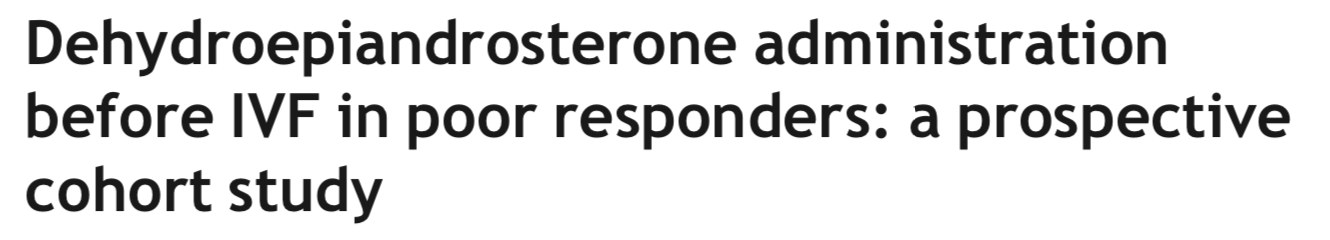 Dehydroepiandrosterone administration
before IVF in poor responders: a prospective
cohort study